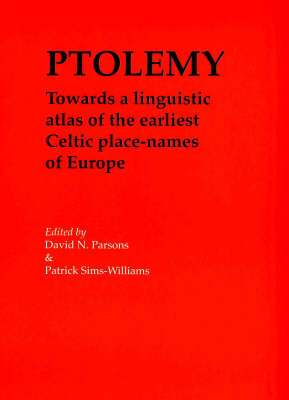 PTOLEMY
Towards a linguistic
atlas of the earliest
Celtic place-names
of Europe
Edited by
David N. Parsons
&
Patrick Sims-Williams